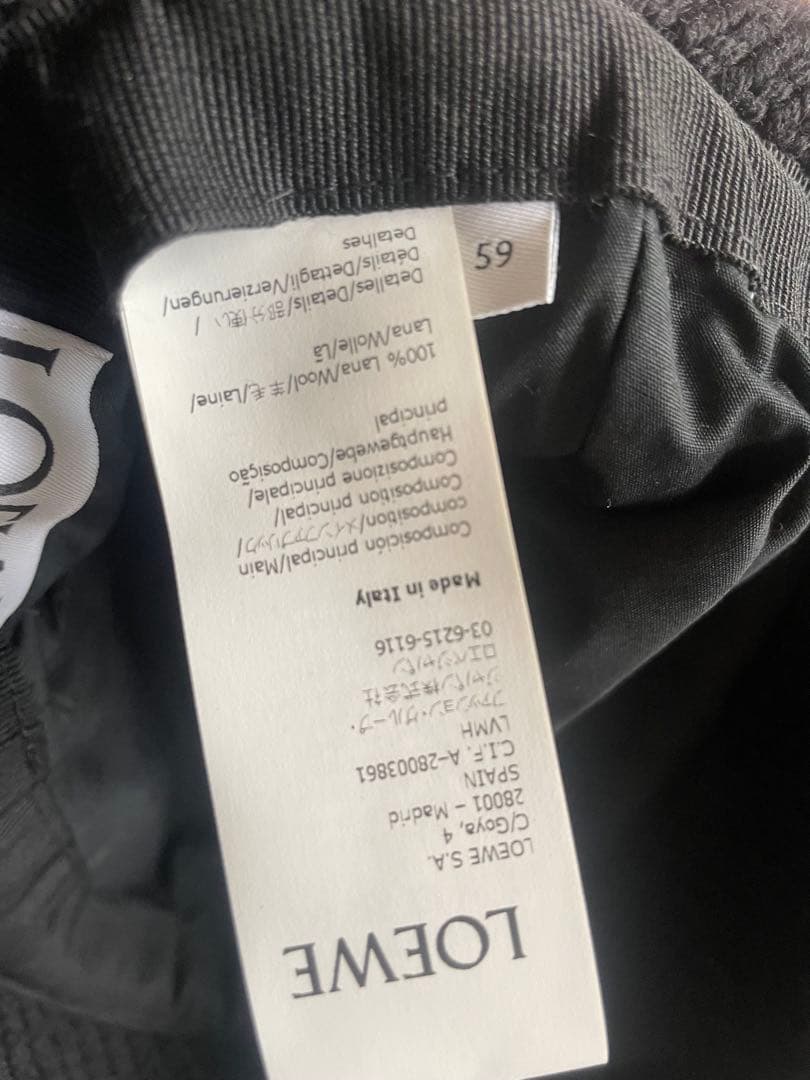 LOEWE
LOEWE S.A.
C/Goya, 4
28001 – Madrid
SPAIN
C.I.F. A-28003861
LVMH
ファッション・グループ・
ジャパン株式会社
ロエベジャパン
03-6215-6116
Made in Italy
Composición principal/Main
composition/メインファブリック/
Composition principal/
Composizione principale/
Hauptgewebe/Composição
principal
100% Lana/Wool/羊毛/Laine/
Lana/Wolle/Lã
Detalles/Details/部分使い/
Détails/Dettagli/Verzierungen/
Detalhes
59